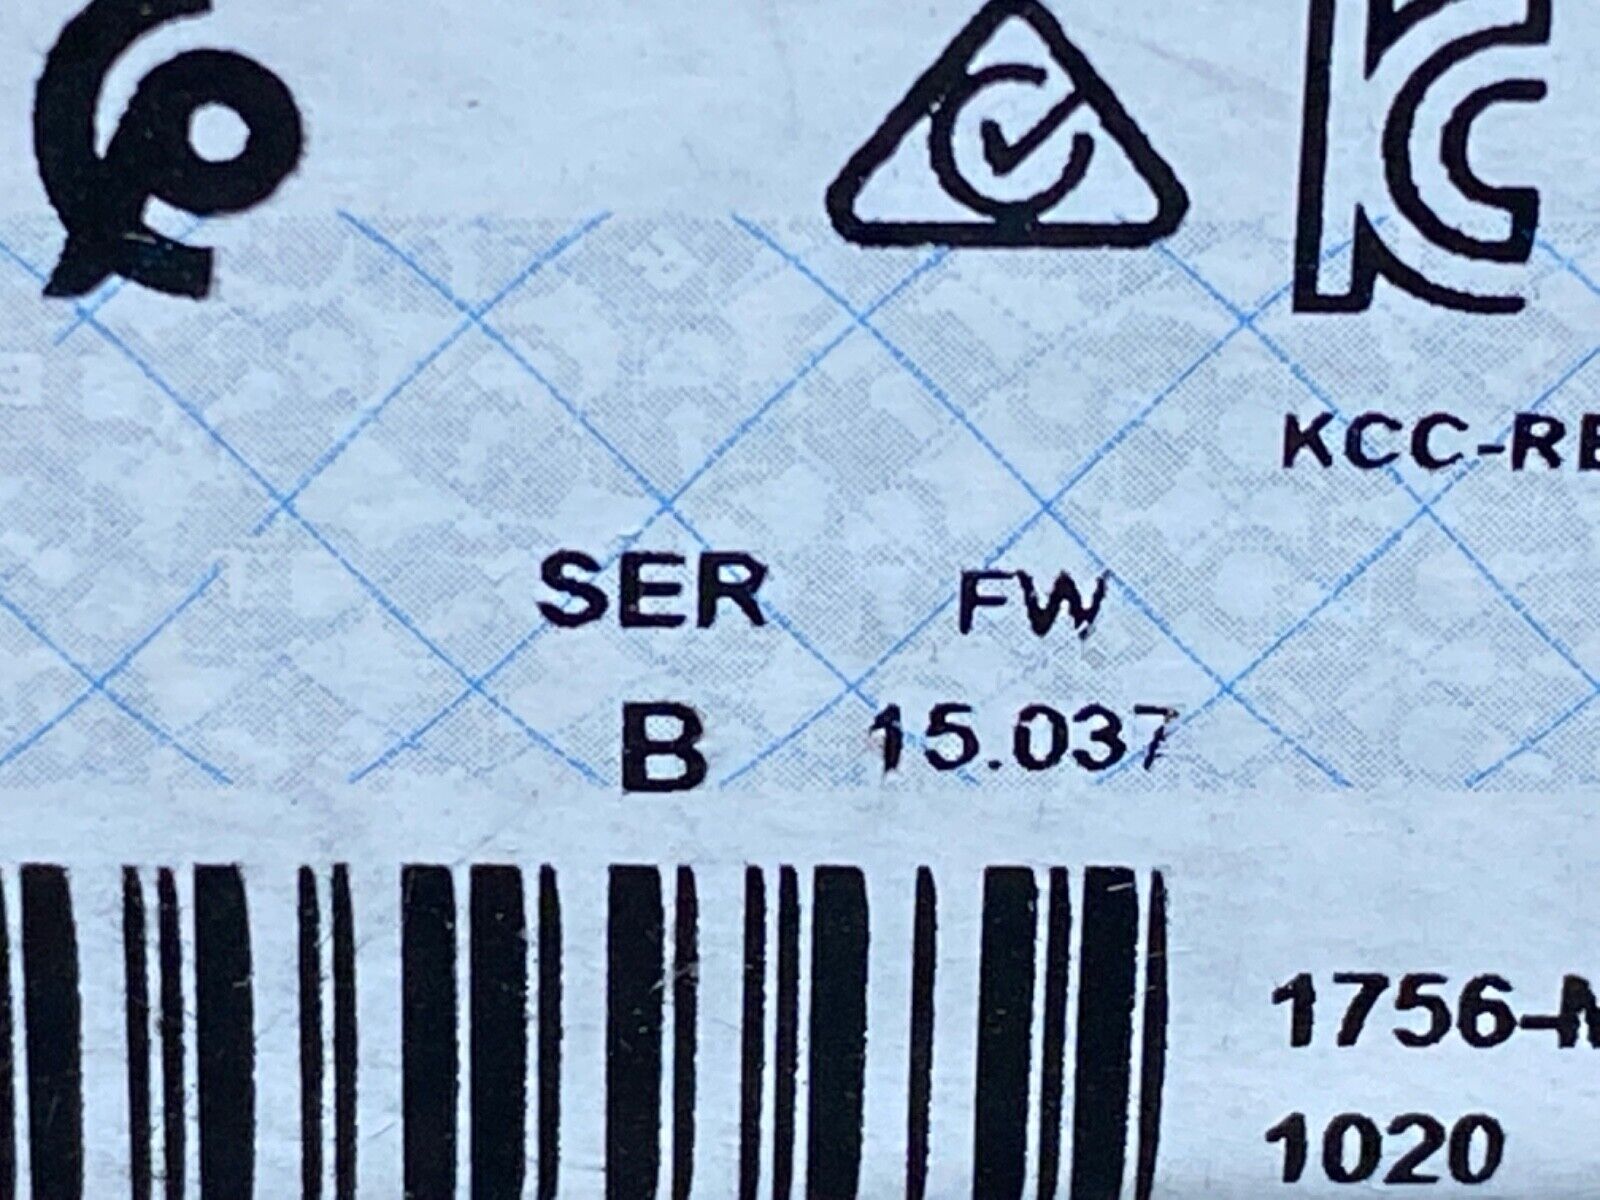 KCC-RE
SER FW
B 15.037
1756-M
1020